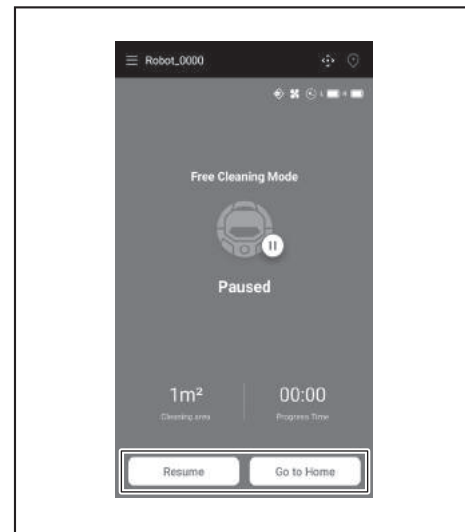 Robot_0000
Free Cleaning Mode
Paused
1m² 00:00
Cleaning area Progress Time
Resume Go to Home